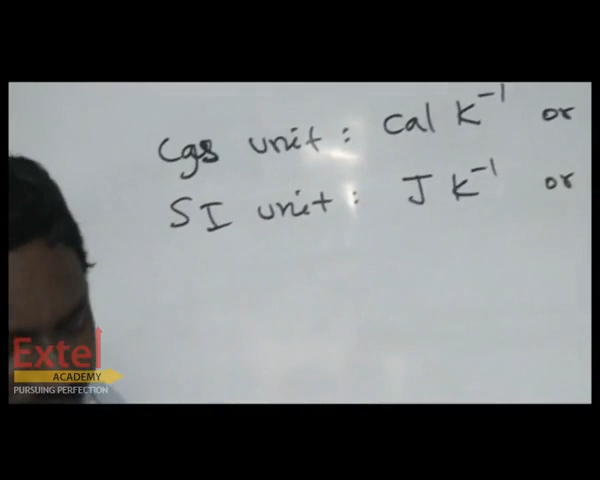 Cgs unit : Cal K⁻¹ or
SI unit : J K⁻¹ or
Extel
ACADEMY
PURSUING PERFECTION